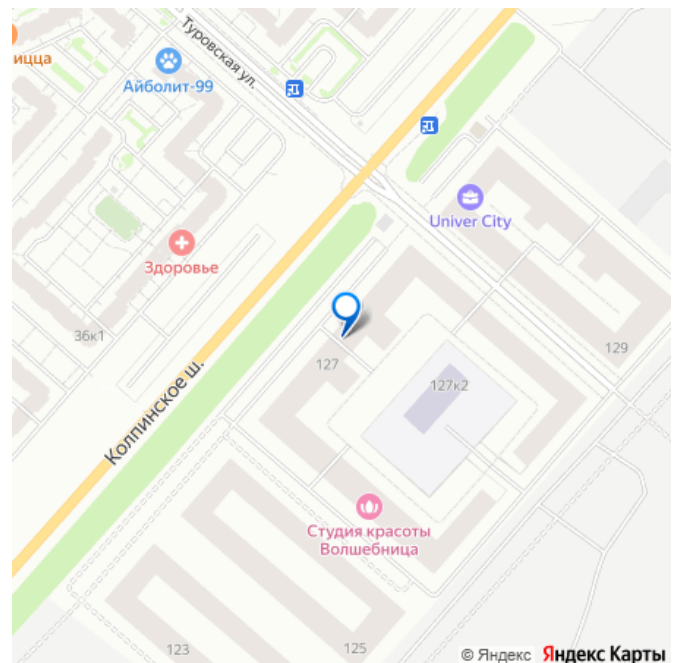 Туровская ул.
ицца
Айболит-99
Univer City
Здоровье
36к1
129
127
127к2
Колпинское ш.
Студия красоты
Волшебница
123
125
© Яндекс Яндекс Карты